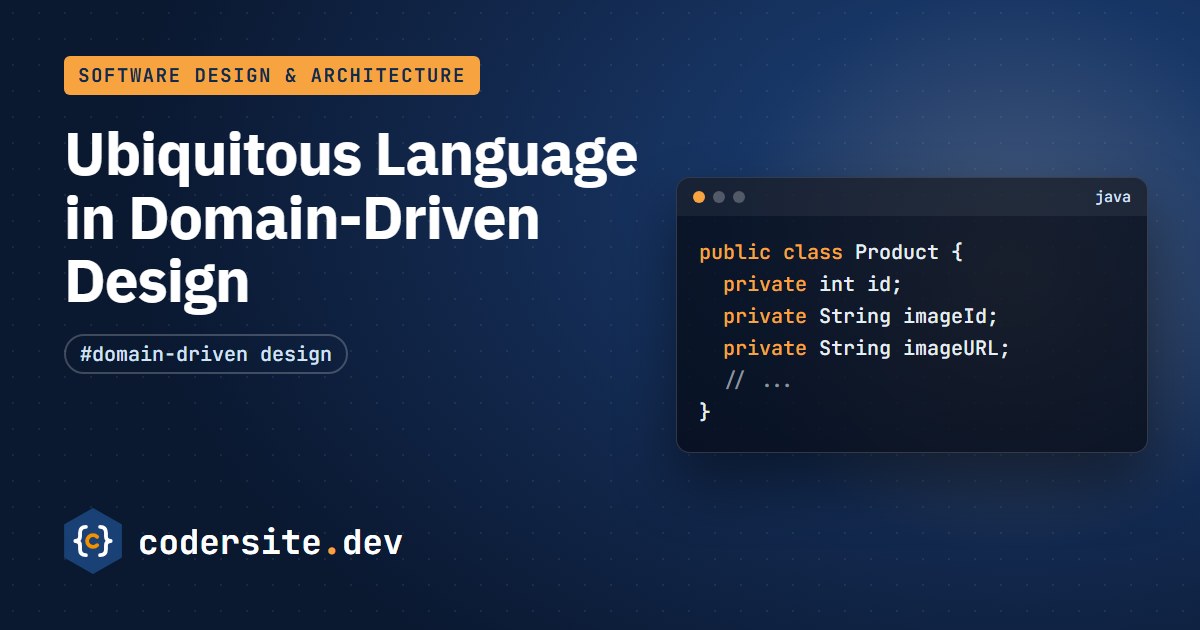 SOFTWARE DESIGN & ARCHITECTURE
Ubiquitous Language
in Domain-Driven
Design
#domain-driven design
java
public class Product {
  private int id;
  private String imageId;
  private String imageURL;
  // ...
}
{c}
codersite.dev